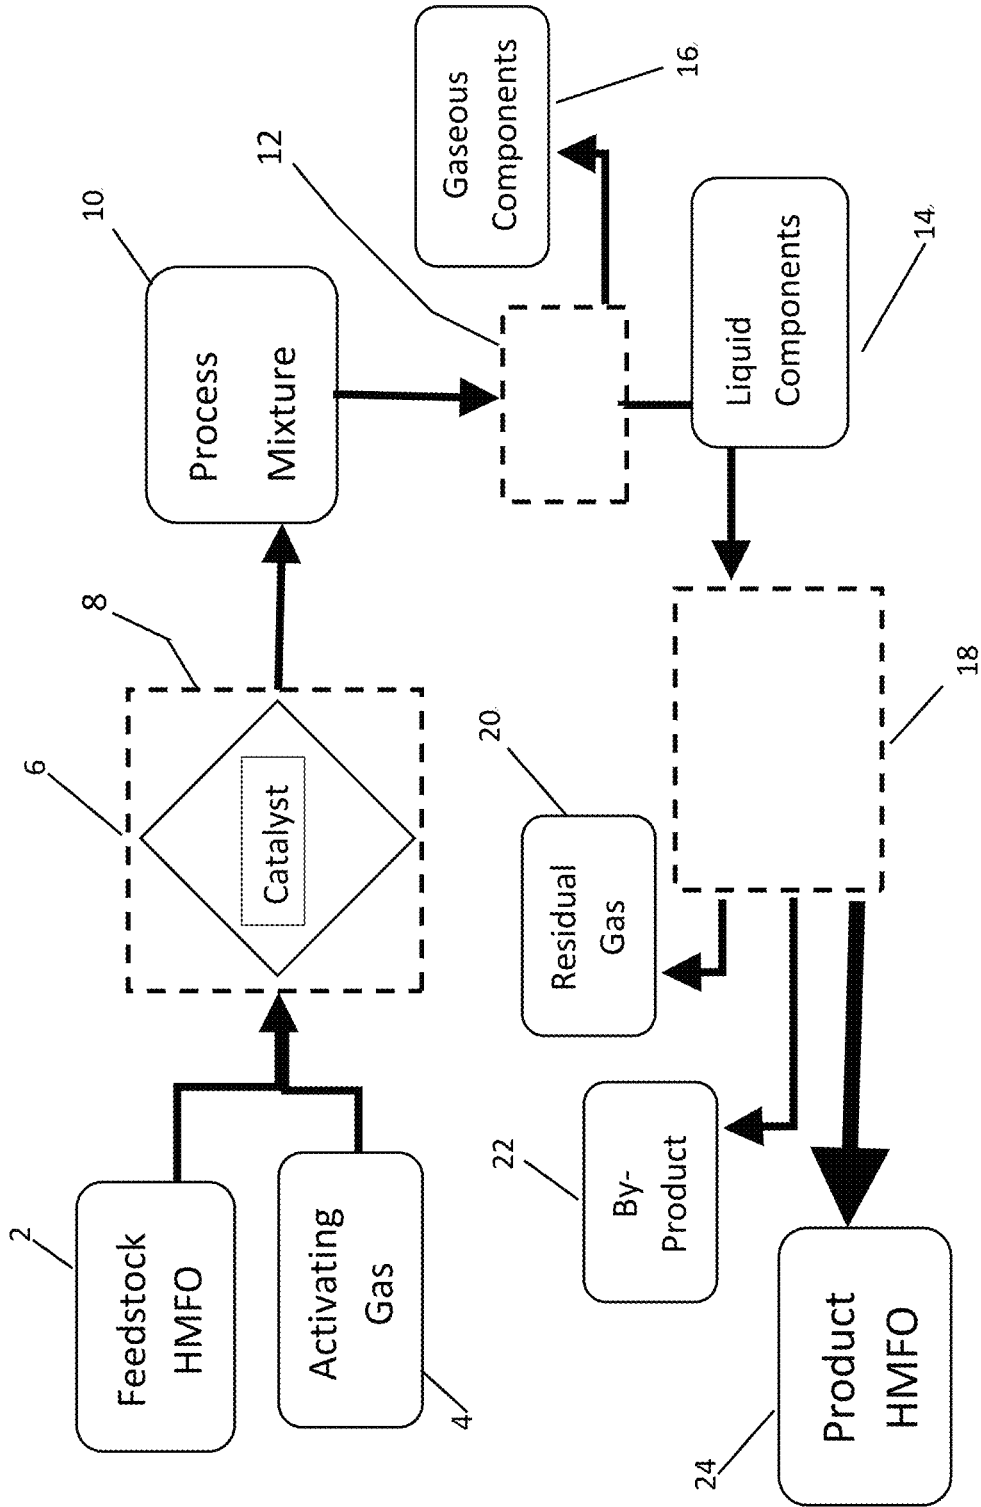 2
Feedstock
HMFO
4
Activating
Gas
6
8
Catalyst
10
Process
Mixture
12
Gaseous
Components
16
Liquid
Components
14
18
20
Residual
Gas
22
By-
Product
24
Product
HMFO